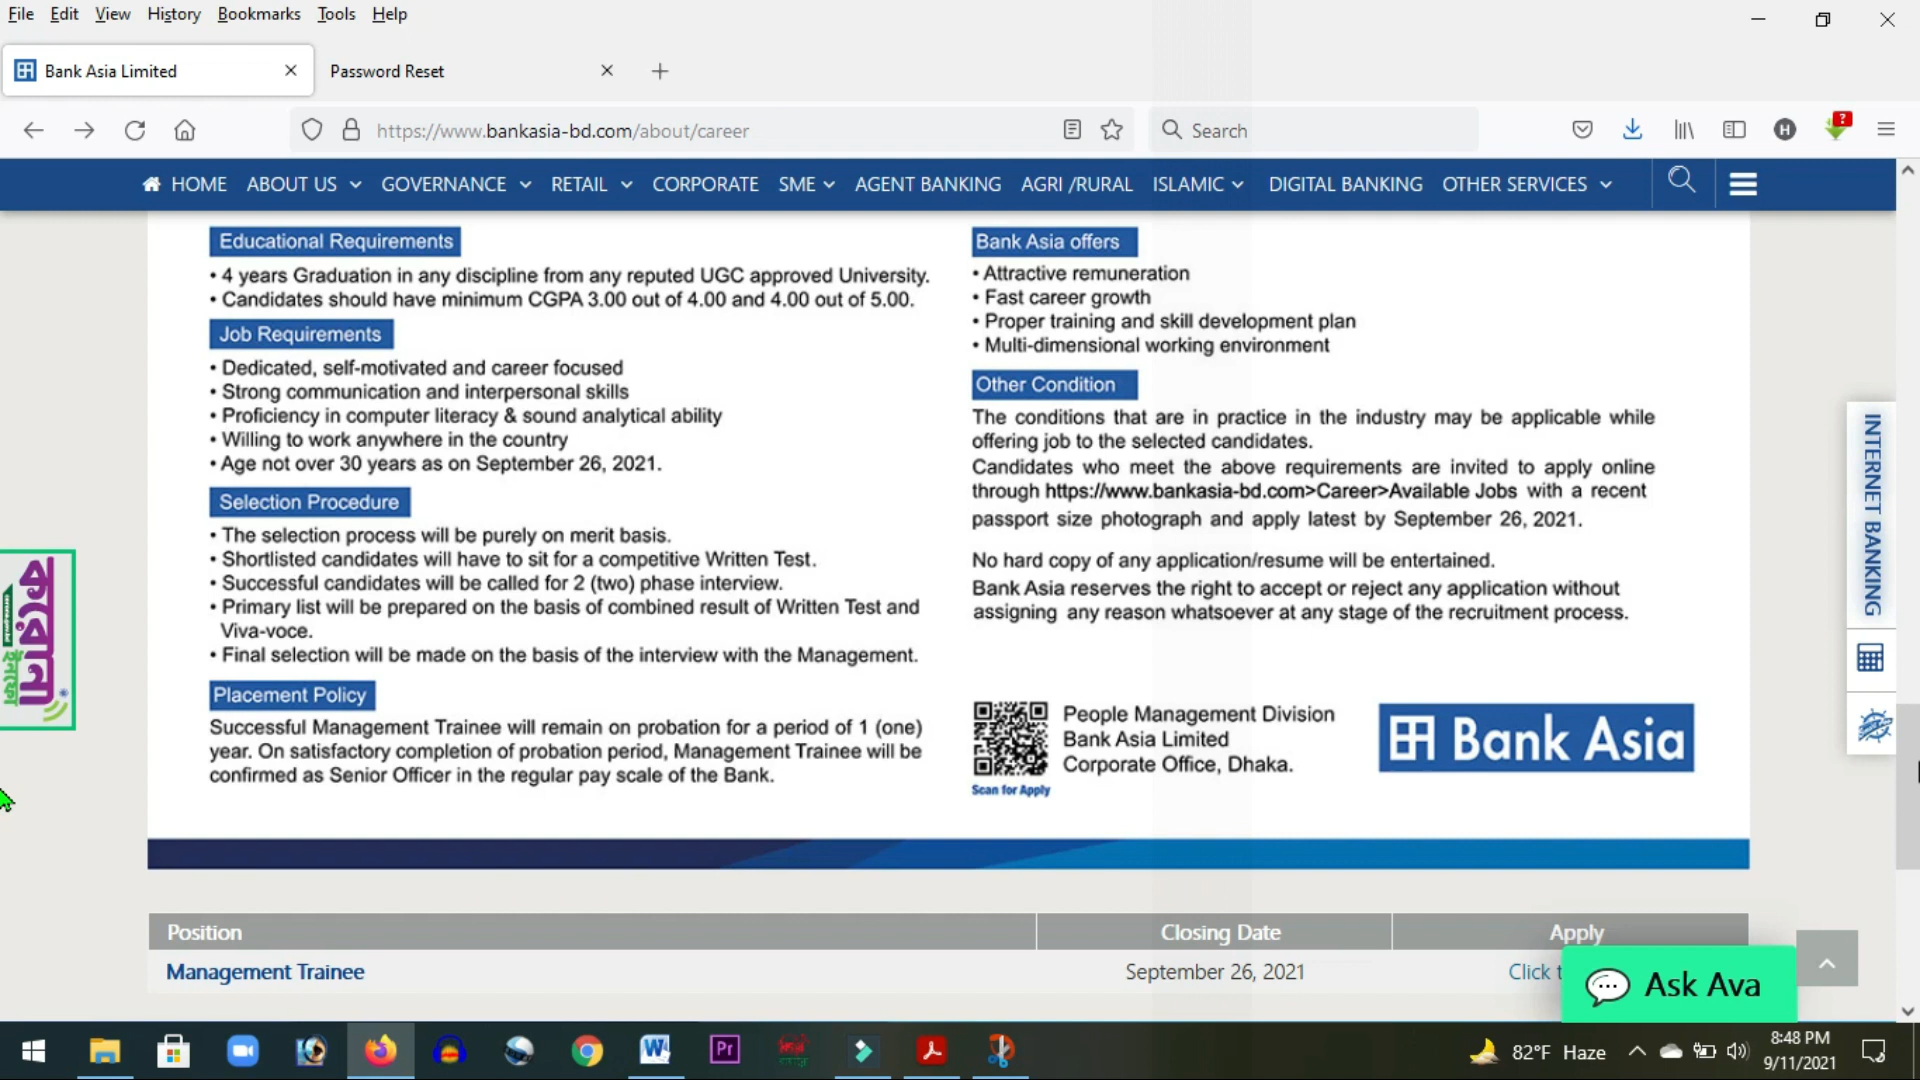 File Edit View History Bookmarks Tools Help
Bank Asia Limited
Password Reset
https://www.bankasia-bd.com/about/career
Search
HOME ABOUT US GOVERNANCE RETAIL CORPORATE SME AGENT BANKING AGRI /RURAL ISLAMIC DIGITAL BANKING OTHER SERVICES
Educational Requirements
• 4 years Graduation in any discipline from any reputed UGC approved University.
• Candidates should have minimum CGPA 3.00 out of 4.00 and 4.00 out of 5.00.
Job Requirements
• Dedicated, self-motivated and career focused
• Strong communication and interpersonal skills
• Proficiency in computer literacy & sound analytical ability
• Willing to work anywhere in the country
• Age not over 30 years as on September 26, 2021.
Selection Procedure
• The selection process will be purely on merit basis.
• Shortlisted candidates will have to sit for a competitive Written Test.
• Successful candidates will be called for 2 (two) phase interview.
• Primary list will be prepared on the basis of combined result of Written Test and
Viva-voce.
• Final selection will be made on the basis of the interview with the Management.
Placement Policy
Successful Management Trainee will remain on probation for a period of 1 (one)
year. On satisfactory completion of probation period, Management Trainee will be
confirmed as Senior Officer in the regular pay scale of the Bank.
Bank Asia offers
• Attractive remuneration
• Fast career growth
• Proper training and skill development plan
• Multi-dimensional working environment
Other Condition
The conditions that are in practice in the industry may be applicable while
offering job to the selected candidates.
Candidates who meet the above requirements are invited to apply online
through https://www.bankasia-bd.com>Career>Available Jobs with a recent
passport size photograph and apply latest by September 26, 2021.
No hard copy of any application/resume will be entertained.
Bank Asia reserves the right to accept or reject any application without
assigning any reason whatsoever at any stage of the recruitment process.
Scan for Apply
People Management Division
Bank Asia Limited
Corporate Office, Dhaka.
Bank Asia
INTERNET BANKING
Position Closing Date Apply
Management Trainee September 26, 2021 Click t
Ask Ava
82°F Haze
8:48 PM
9/11/2021